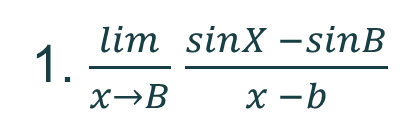 1. lim sinX – sinB
x→B x – b